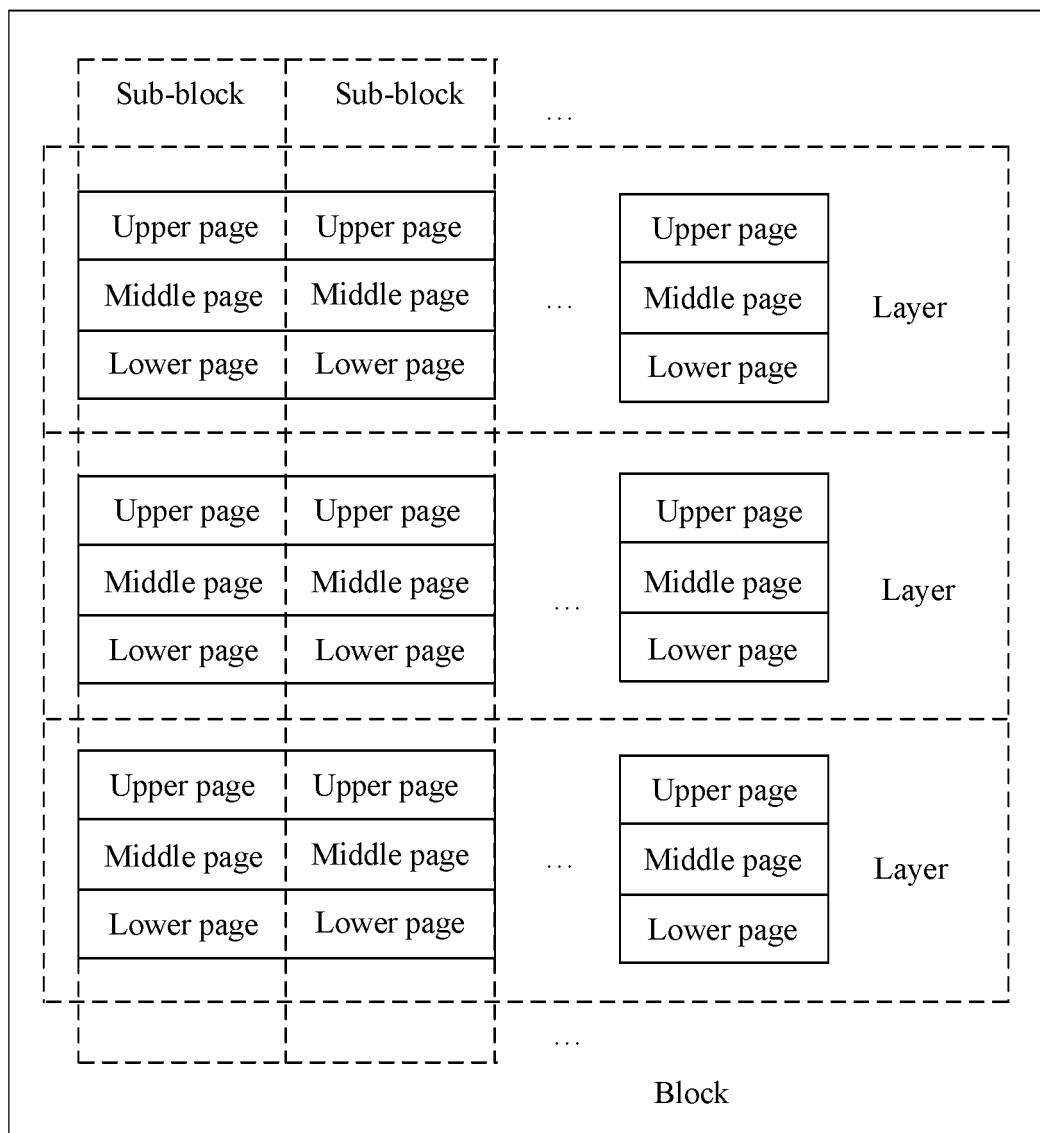 Sub-block Sub-block ...
Upper page Upper page Upper page
Middle page Middle page ... Middle page Layer
Lower page Lower page Lower page
Upper page Upper page Upper page
Middle page Middle page ... Middle page Layer
Lower page Lower page Lower page
Upper page Upper page Upper page
Middle page Middle page ... Middle page Layer
Lower page Lower page Lower page
...
Block